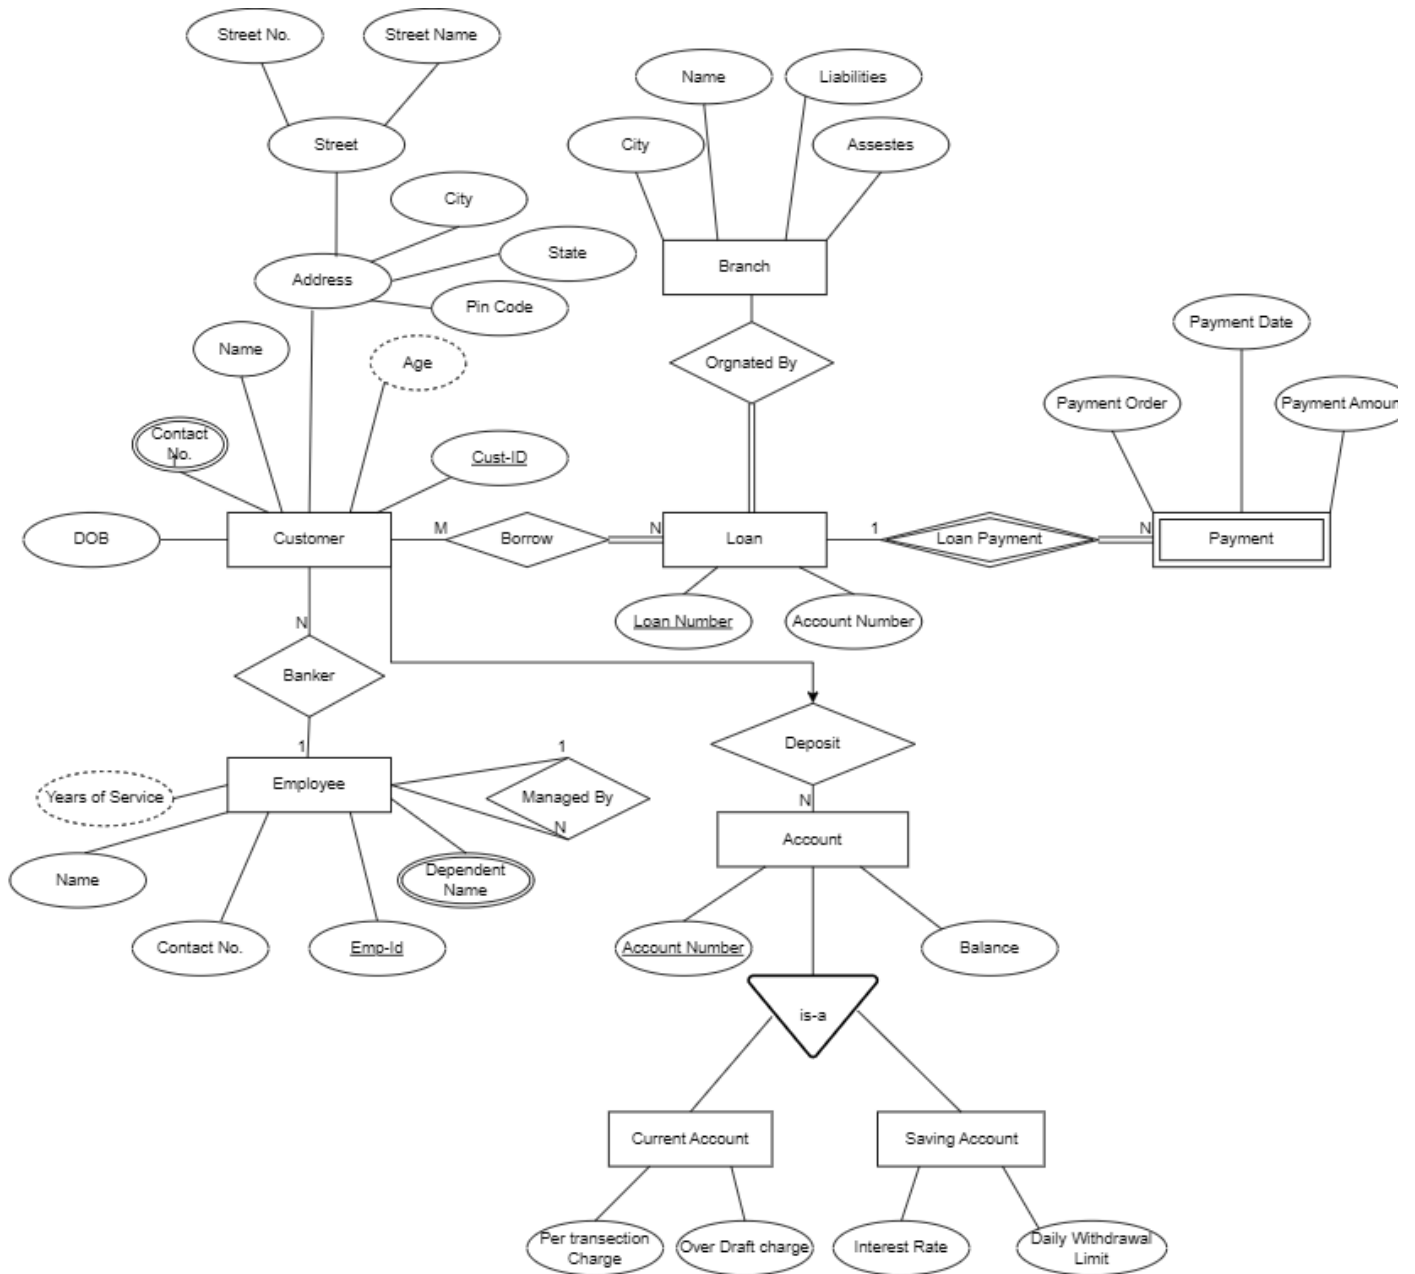 Street No.
Street Name
Name
Liabilities
Street
City
Assestes
City
State
Address
Branch
Pin Code
Payment Date
Name
Age
Orgnated By
Payment Order
Payment Amoun
Contact
No.
Cust-ID
DOB
Customer
M
Borrow
N
Loan
1
Loan Payment
N
Payment
Loan Number
Account Number
N
Banker
Deposit
1
1
Employee
Years of Service
Managed By
N
N
Account
Name
Dependent
Name
Contact No.
Emp-Id
Account Number
Balance
is-a
Current Account
Saving Account
Per transection
Charge
Over Draft charge
Interest Rate
Daily Withdrawal
Limit